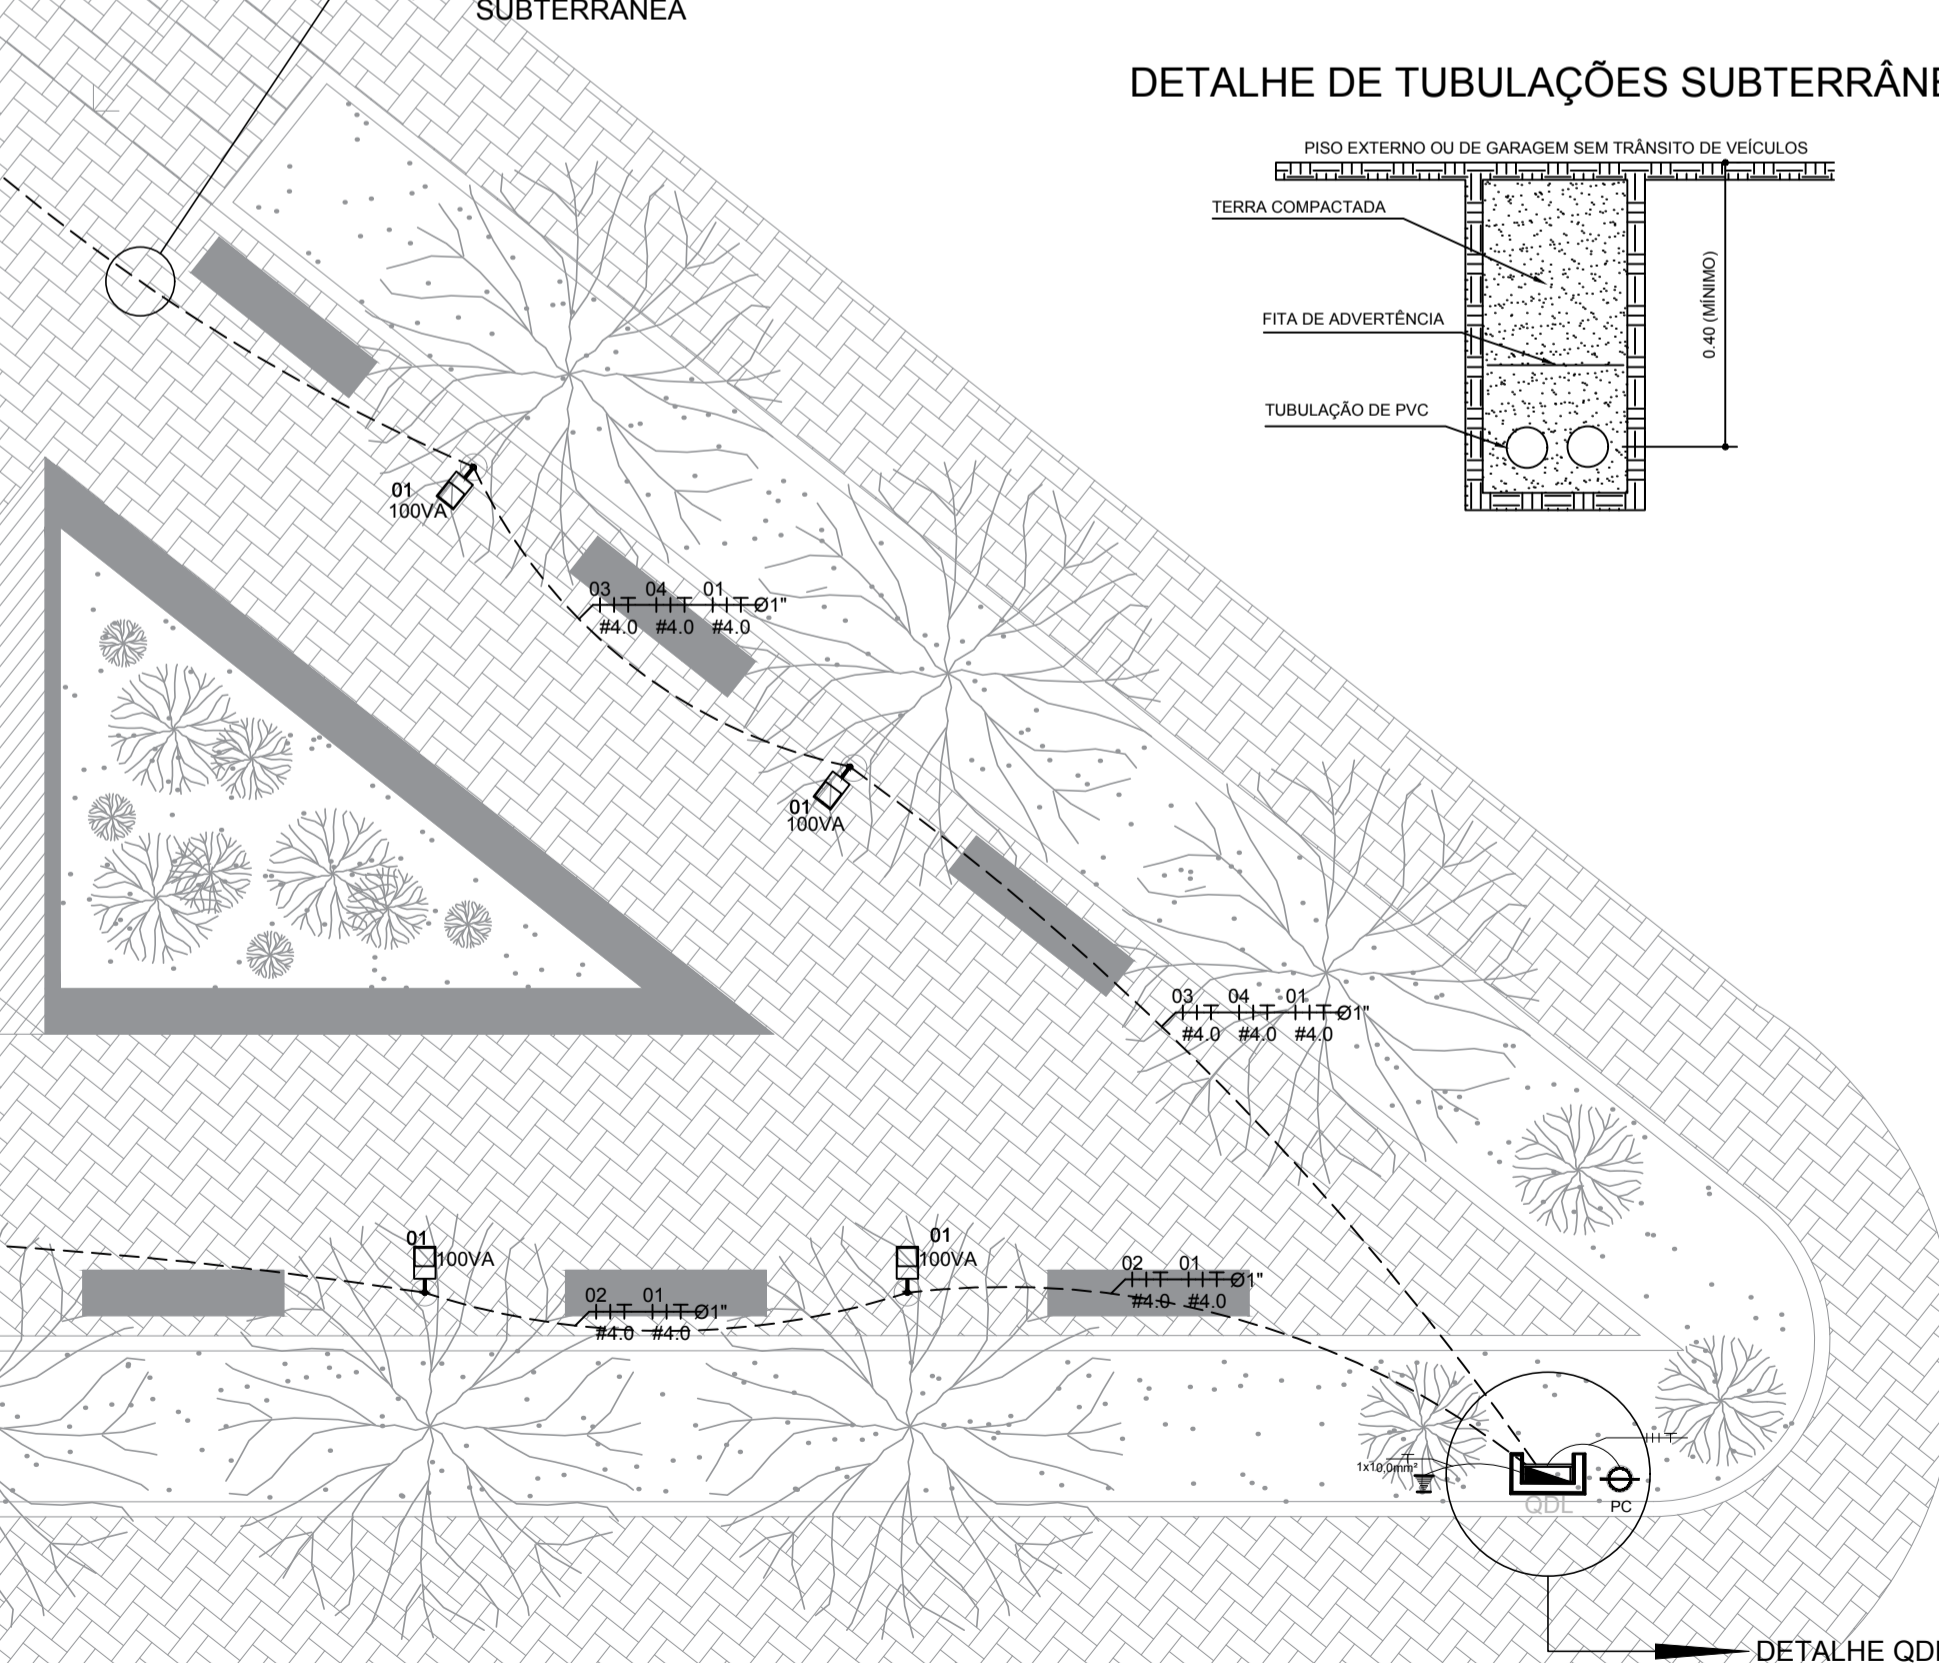 SUBTERRÂNEA
DETALHE DE TUBULAÇÕES SUBTERRÂNE
PISO EXTERNO OU DE GARAGEM SEM TRÂNSITO DE VEÍCULOS
TERRA COMPACTADA
FITA DE ADVERTÊNCIA
TUBULAÇÃO DE PVC
0.40 (MÍNIMO)
01
100VA
03 04 01
Ø1"
#4.0 #4.0 #4.0
01
100VA
03 04 01
Ø1"
#4.0 #4.0 #4.0
01
100VA
01
100VA
02 01
Ø1"
#4.0 #4.0
02 01
Ø1"
#4.0 #4.0
1x10,0mm²
QDL
PC
DETALHE QDL